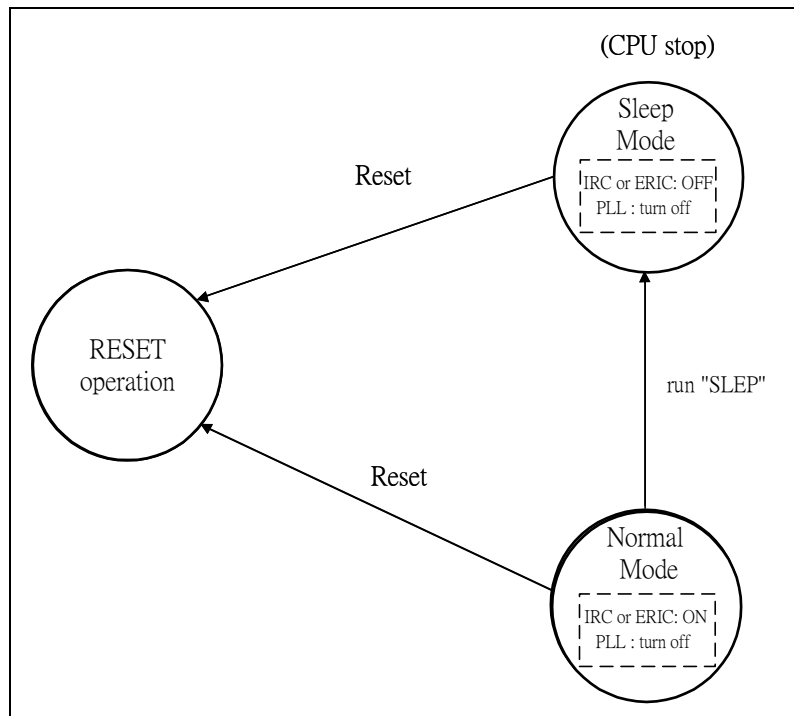 (CPU stop)
Sleep
Mode
IRC or ERIC: OFF
PLL : turn off
Reset
RESET
operation
run "SLEP"
Reset
Normal
Mode
IRC or ERIC: ON
PLL : turn off